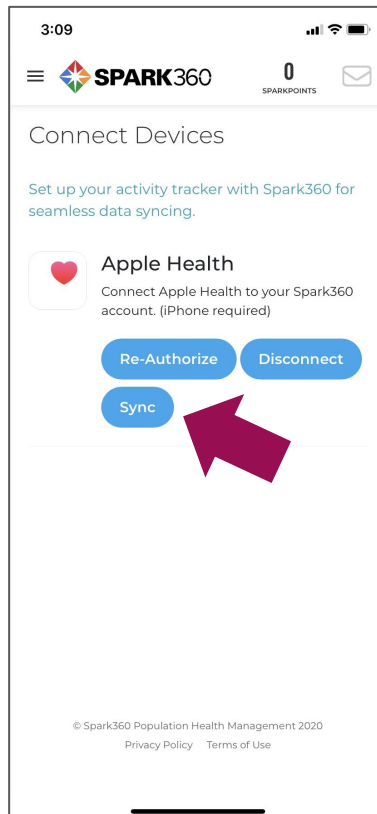 3:09
SPARK360
0
SPARKPOINTS
Connect Devices
Set up your activity tracker with Spark360 for
seamless data syncing.
Apple Health
Connect Apple Health to your Spark360
account. (iPhone required)
Re-Authorize Disconnect
Sync
© Spark360 Population Health Management 2020
Privacy Policy Terms of Use